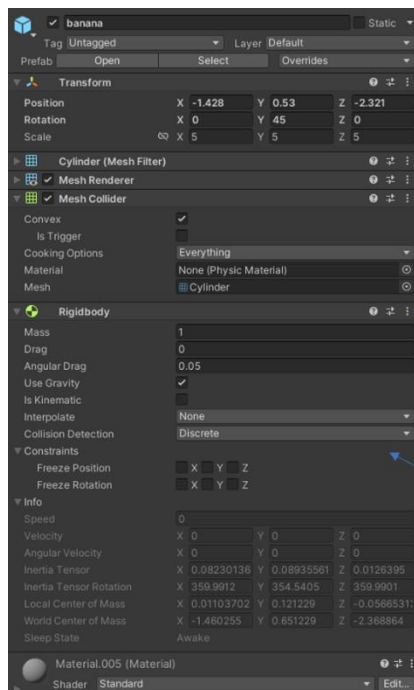 banana Static
Tag Untagged Layer Default
Prefab Open Select Overrides
Transform
Position X -1.428 Y 0.53 Z -2.321
Rotation X 0 Y 45 Z 0
Scale X 5 Y 5 Z 5
Cylinder (Mesh Filter)
Mesh Renderer
Mesh Collider
Convex
Is Trigger
Cooking Options Everything
Material None (Physic Material)
Mesh Cylinder
Rigidbody
Mass 1
Drag 0
Angular Drag 0.05
Use Gravity
Is Kinematic
Interpolate None
Collision Detection Discrete
Constraints
Freeze Position X Y Z
Freeze Rotation X Y Z
Info
Speed 0
Velocity X 0 Y 0 Z 0
Angular Velocity X 0 Y 0 Z 0
Inertia Tensor X 0.08230136 Y 0.08935561 Z 0.0126395
Inertia Tensor Rotation X 359.9912 Y 354.5405 Z 359.9901
Local Center of Mass X 0.01103702 Y 0.121229 Z -0.0566531
World Center of Mass X -1.460255 Y 0.651229 Z -2.368864
Sleep State Awake
Material.005 (Material)
Shader Standard Edit...